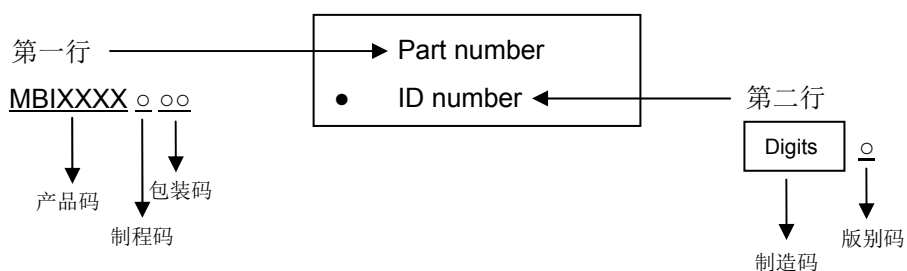 第一行
Part number
MBIXXXX ○ ○○
● ID number
第二行
Digits ○
产品码
包装码
制程码
制造码
版别码